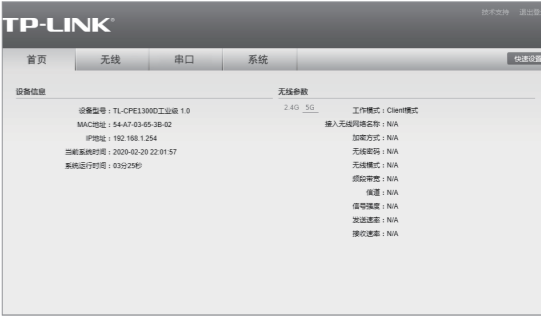 技术支持 退出登
TP-LINK®
首页 无线 串口 系统 快速设置
设备信息
设备型号：TL-CPE1300D工业级 1.0
MAC地址：54-A7-03-65-3B-02
IP地址：192.168.1.254
当前系统时间：2020-02-20 22:01:57
系统运行时间：03分25秒
无线参数
2.4G 5G
工作模式：Client模式
接入无线网络名称：N/A
加密方式：N/A
无线密码：N/A
无线模式：N/A
频段带宽：N/A
信道：N/A
信号强度：N/A
发送速率：N/A
接收速率：N/A